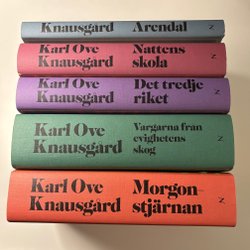 Knausgård Arendal
Karl Ove Nattens
Knausgård skola
Karl Ove Det tredje
Knausgård riket
Karl Ove Vargarna från
Knausgård evighetens
skog
Karl Ove Morgon-
Knausgård stjärnan